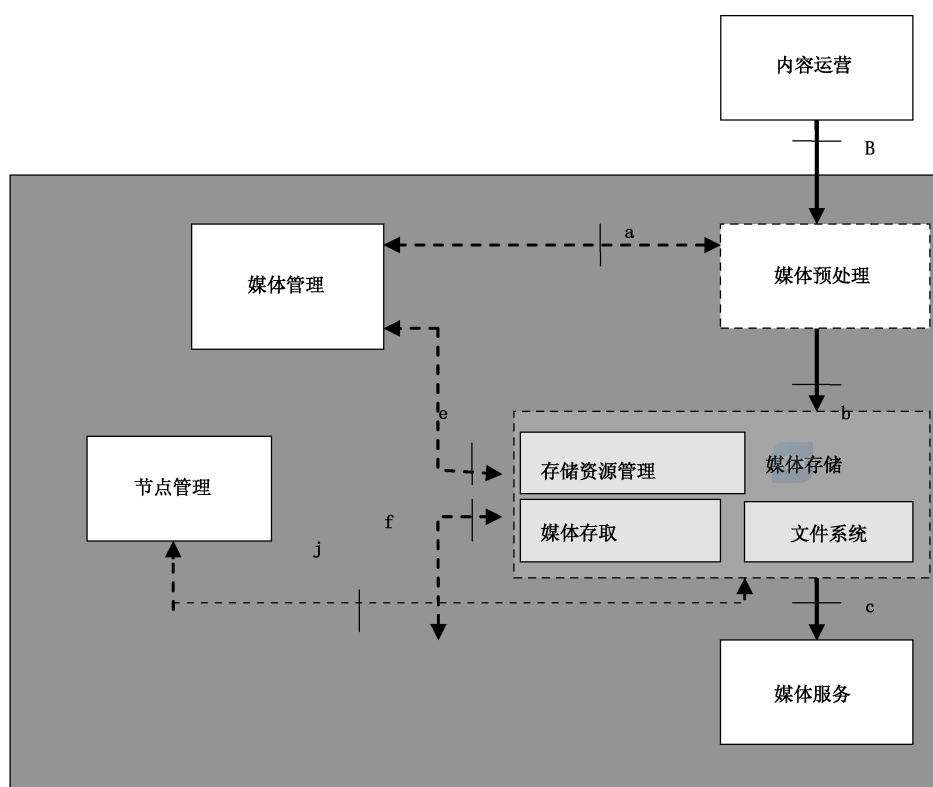 内容运营
B
a
媒体管理
媒体预处理
e
b
存储资源管理
媒体存储
节点管理
f
媒体存取
文件系统
j
c
媒体服务